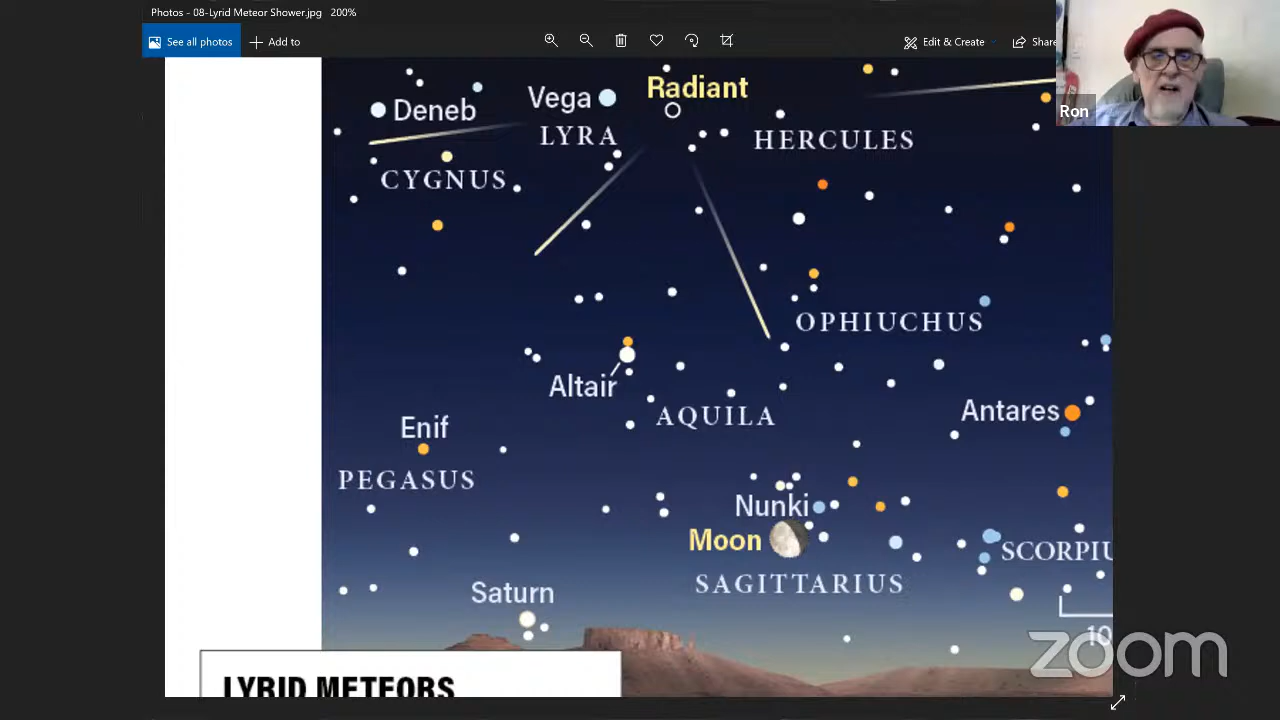 Photos - 08-Lyrid Meteor Shower.jpg 200%
See all photos
Add to
Edit & Create
Share
Ron
Radiant
Vega
Deneb
LYRA
HERCULES
CYGNUS
OPHIUCHUS
Altair
AQUILA
Antares
Enif
PEGASUS
Nunki
Moon
SCORPIU
SAGITTARIUS
Saturn
10
zoom
LYRID METEORS